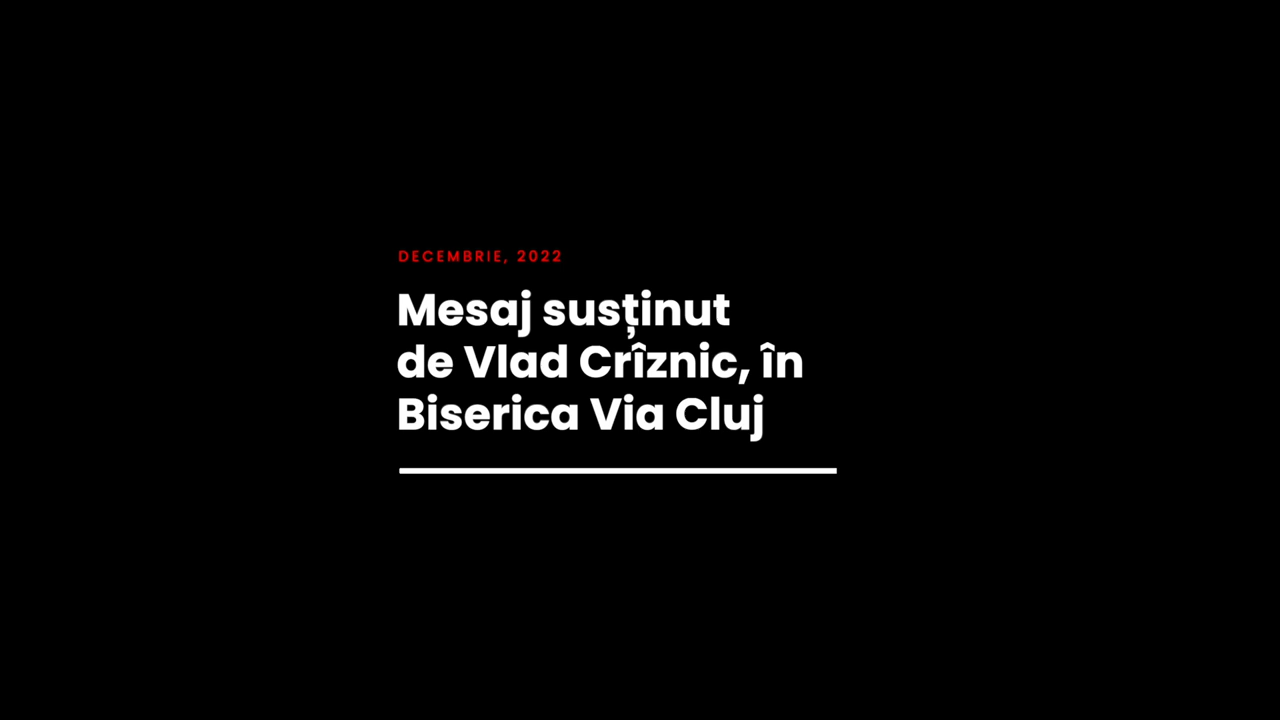 DECEMBRIE, 2022
Mesaj susținut
de Vlad Crîznic, în
Biserica Via Cluj